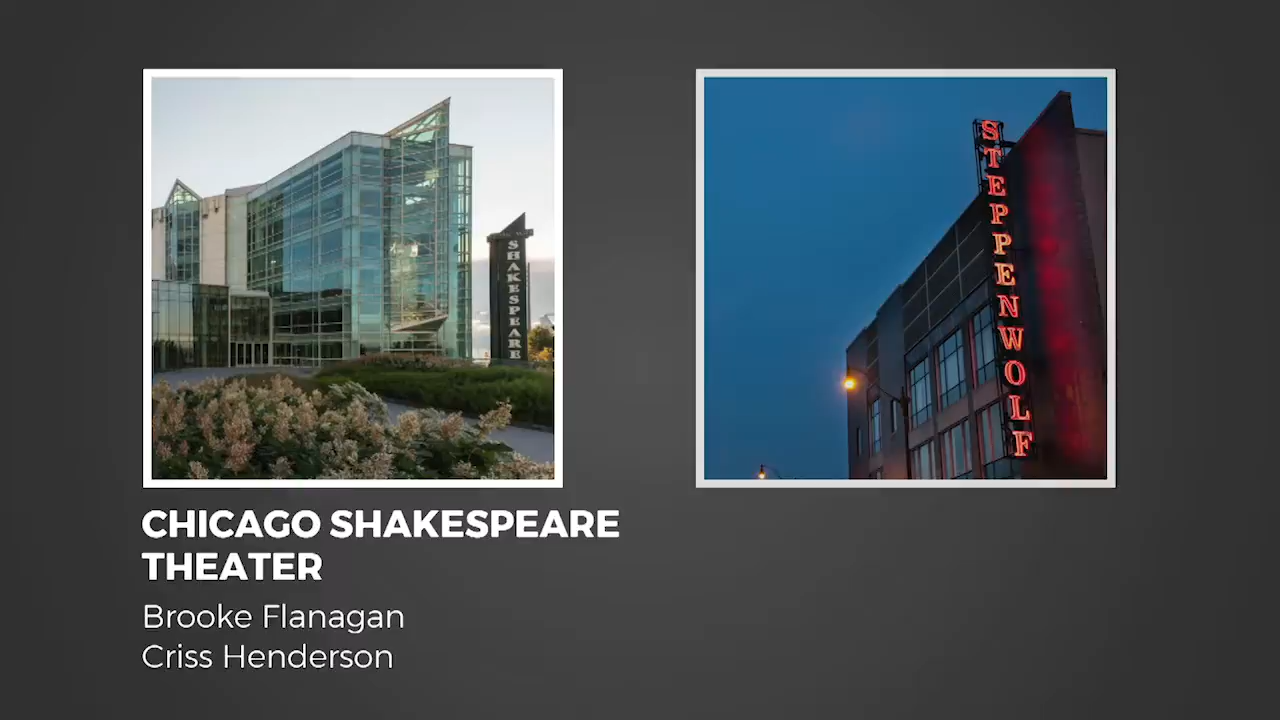 SHAKESPEARE
STEPPENWOLF
CHICAGO SHAKESPEARE
THEATER
Brooke Flanagan
Criss Henderson